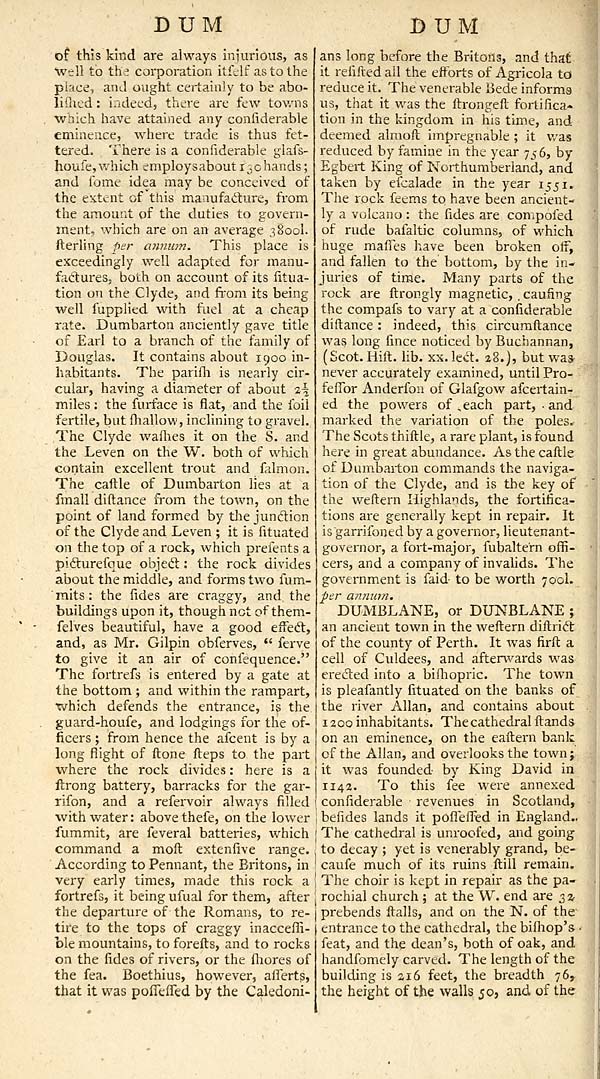 DUM
of this kind are always injurious, as
well to the corporation itſelf as to the
place, and ought certainly to be abo-
liſhed: indeed, there are few towns
which have attained any conſiderable
eminence, where trade is thus fet-
tered. There is a conſiderable glaſs-
houſe, which employs about 130 hands;
and ſome idea may be conceived of
the extent of this manufacture, from
the amount of the duties to govern-
ment, which are on an average 3800l.
ſterling per annum. This place is
exceedingly well adapted for manu-
factures, both on account of its ſitua-
tion on the Clyde, and from its being
well ſupplied with fuel at a cheap
rate. Dumbarton anciently gave title
of Earl to a branch of the family of
Douglas. It contains about 1900 in-
habitants. The pariſh is nearly cir-
cular, having a diameter of about 2½
miles: the ſurface is flat, and the ſoil
fertile, but ſhallow, inclining to gravel.
The Clyde waſhes it on the S. and
the Leven on the W. both of which
contain excellent trout and ſalmon.
The caſtle of Dumbarton lies at a
ſmall diſtance from the town, on the
point of land formed by the junction
of the Clyde and Leven; it is ſituated
on the top of a rock, which preſents a
pictureſque object: the rock divides
about the middle, and forms two ſum-
mits: the ſides are craggy, and the
buildings upon it, though not of them-
ſelves beautiful, have a good effect,
and, as Mr. Gilpin obſerves, “ ſerve
to give it an air of conſequence.”
The fortreſs is entered by a gate at
the bottom; and within the rampart,
which defends the entrance, is the
guard-houſe, and lodgings for the of-
ficers; from hence the aſcent is by a
long flight of ſtone ſteps to the part
where the rock divides: here is a
ſtrong battery, barracks for the gar-
riſon, and a reſervoir always filled
with water: above theſe, on the lower
ſummit, are ſeveral batteries, which
command a moſt extenſive range.
According to Pennant, the Britons, in
very early times, made this rock a
fortreſs, it being uſual for them, after
the departure of the Romans, to re-
tire to the tops of craggy inacceſſi-
ble mountains, to foreſts, and to rocks
on the ſides of rivers, or the ſhores of
the ſea. Boethius, however, aſſerts,
that it was poſſeſſed by the Caledoni-
DUM
ans long before the Britons, and that
it reſiſted all the efforts of Agricola to
reduce it. The venerable Bede informs
us, that it was the ſtrongeſt fortifica-
tion in the kingdom in his time, and
deemed almoſt impregnable; it was
reduced by famine in the year 756, by
Egbert King of Northumberland, and
taken by eſcalade in the year 1551.
The rock ſeems to have been ancient-
ly a volcano: the ſides are compoſed
of rude baſaltic columns, of which
huge maſſes have been broken off,
and fallen to the bottom, by the in-
juries of time. Many parts of the
rock are ſtrongly magnetic, cauſing
the compaſs to vary at a conſiderable
diſtance: indeed, this circumſtance
was long ſince noticed by Buchannan,
(Scot. Hiſt. lib. xx. ſect. 28.), but was
never accurately examined, until Pro-
feſſor Anderſon of Glaſgow aſcertain-
ed the powers of each part, and
marked the variation of the poles.
The Scots thiſtle, a rare plant, is found
here in great abundance. As the caſtle
of Dumbarton commands the naviga-
tion of the Clyde, and is the key of
the weſtern Highlands, the fortifica-
tions are generally kept in repair. It
is garriſoned by a governor, lieutenant-
governor, a fort-major, ſubaltern offi-
cers, and a company of invalids. The
government is ſaid to be worth 700l.
per annum.
DUMBLANE, or DUNBLANE;
an ancient town in the weſtern diſtrict
of the county of Perth. It was firſt a
cell of Culdees, and afterwards was
erected into a biſhopric. The town
is pleaſantly ſituated on the banks of
the river Allan, and contains about
1200 inhabitants. The cathedral ſtands
on an eminence, on the eaſtern bank
of the Allan, and overlooks the town;
it was founded by King David in
1142. To this ſee were annexed
conſiderable revenues in Scotland,
beſides lands it poſſeſſed in England.
The cathedral is unroofed, and going
to decay; yet is venerably grand, be-
cauſe much of its ruins ſtill remain.
The choir is kept in repair as the pa-
rochial church; at the W. end are 32
prebends ſtalls, and on the N. of the
entrance to the cathedral, the biſhop's
ſeat, and the dean's, both of oak, and
handſomely carved. The length of the
building is 216 feet, the breadth 76,
the height of the walls 50, and of the